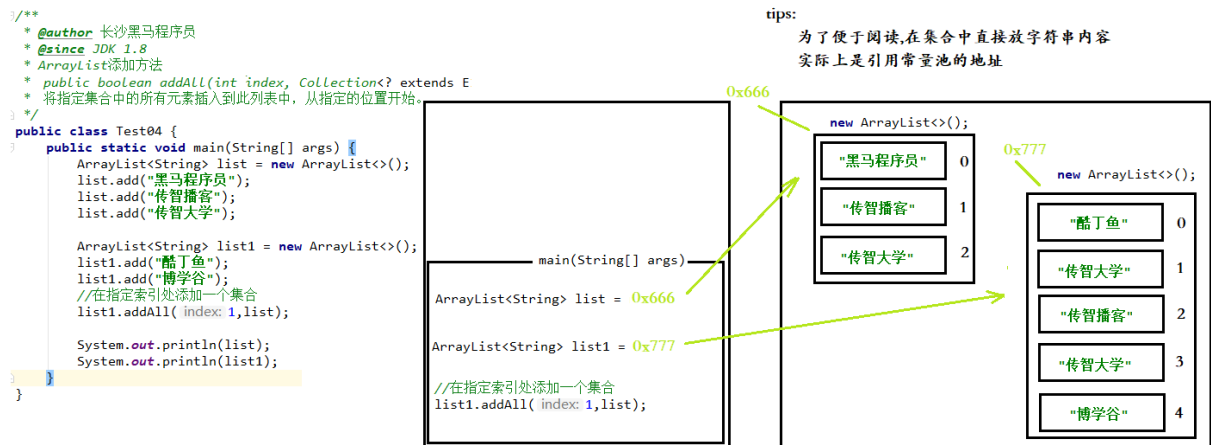 /**
* @author 长沙黑马程序员
* @since JDK 1.8
* ArrayList添加方法
* public boolean addAll(int index, Collection<? extends E
* 将指定集合中的所有元素插入到此列表中，从指定的位置开始。
*/
public class Test04 {
public static void main(String[] args) {
ArrayList<String> list = new ArrayList<>();
list.add("黑马程序员");
list.add("传智播客");
list.add("传智大学");
ArrayList<String> list1 = new ArrayList<>();
list1.add("酷丁鱼");
list1.add("博学谷");
//在指定索引处添加一个集合
list1.addAll( index: 1,list);
System.out.println(list);
System.out.println(list1);
}
}
tips:
为了便于阅读,在集合中直接放字符串内容
实际上是引用常量池的地址
main(String[] args)
ArrayList<String> list = 0x666
ArrayList<String> list1 = 0x777
//在指定索引处添加一个集合
list1.addAll( index: 1,list);
0x666
new ArrayList<>();
"黑马程序员" 0
"传智播客" 1
"传智大学" 2
0x777
new ArrayList<>();
"酷丁鱼" 0
"传智大学" 1
"传智播客" 2
"传智大学" 3
"博学谷" 4